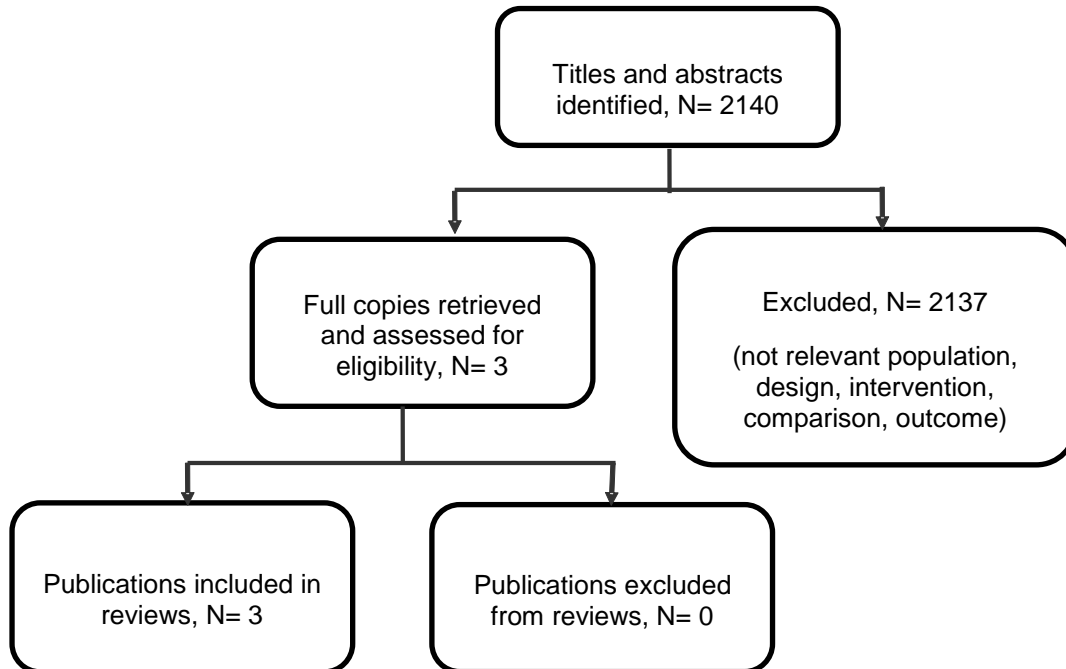 Titles and abstracts
identified, N= 2140
Full copies retrieved
and assessed for
eligibility, N= 3
Excluded, N= 2137
(not relevant population,
design, intervention,
comparison, outcome)
Publications included in
reviews, N= 3
Publications excluded
from reviews, N= 0